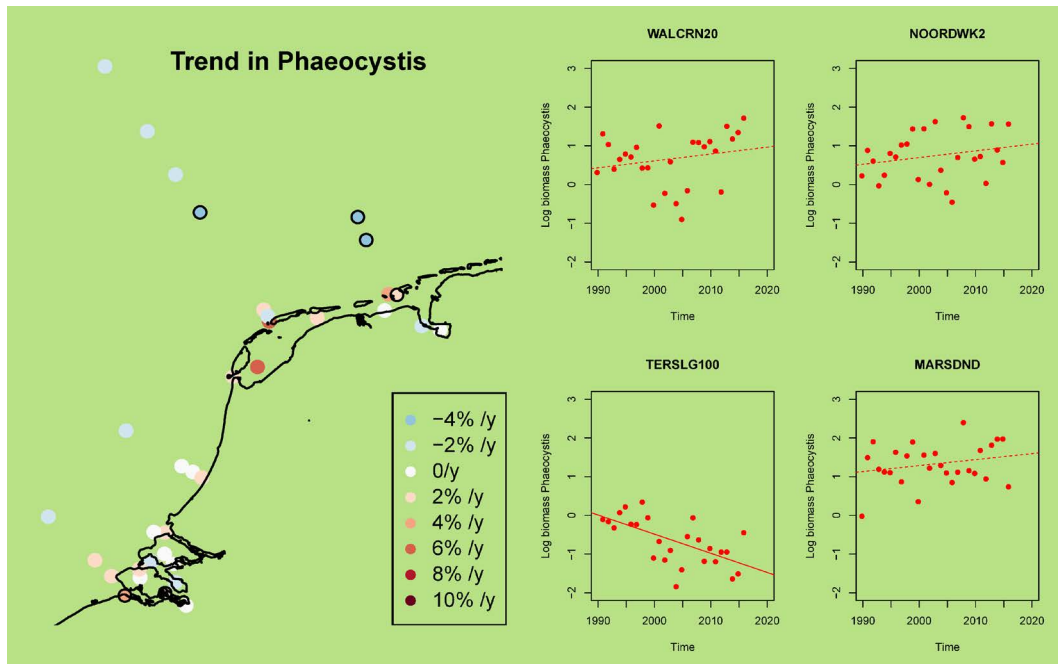 Trend in Phaeocystis
−4% /y
−2% /y
0/y
2% /y
4% /y
6% /y
8% /y
10% /y
WALCRN20
Log biomass Phaeocystis
3
2
1
0
−1
−2
1990 2000 2010 2020
Time
NOORDWK2
Log biomass Phaeocystis
3
2
1
0
−1
−2
1990 2000 2010 2020
Time
TERSLG100
Log biomass Phaeocystis
3
2
1
0
−1
−2
1990 2000 2010 2020
Time
MARSDND
Log biomass Phaeocystis
3
2
1
0
−1
−2
1990 2000 2010 2020
Time